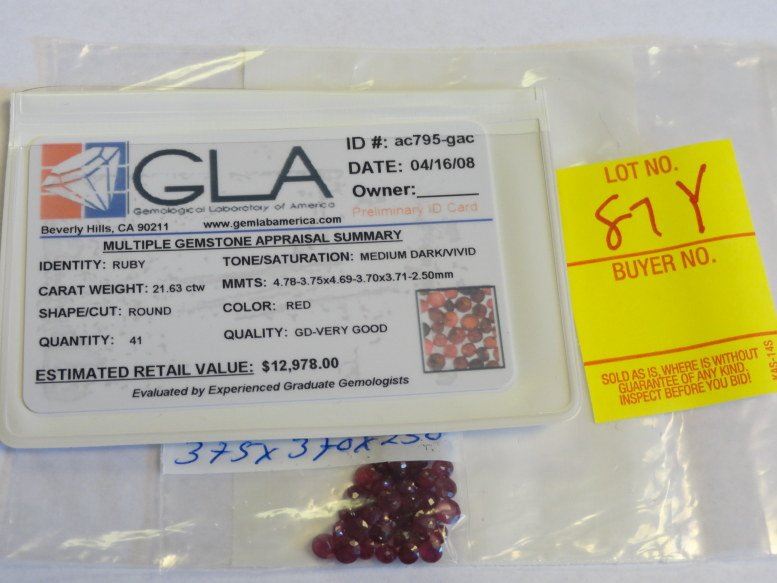 GLA
Gemological Laboratory of America
Beverly Hills, CA 90211 www.gemlabamerica.com
ID #: ac795-gac
DATE: 04/16/08
Owner:
Preliminary ID Card
MULTIPLE GEMSTONE APPRAISAL SUMMARY
IDENTITY: RUBY TONE/SATURATION: MEDIUM DARK/VIVID
CARAT WEIGHT: 21.63 ctw MMTS: 4.78-3.75x4.69-3.70x3.71-2.50mm
SHAPE/CUT: ROUND COLOR: RED
QUANTITY: 41 QUALITY: GD-VERY GOOD
ESTIMATED RETAIL VALUE: $12,978.00
Evaluated by Experienced Graduate Gemologists
LOT NO.
87Y
BUYER NO.
SOLD AS IS, WHERE IS WITHOUT
GUARANTEE OF ANY KIND.
INSPECT BEFORE YOU BID!
375x370x250